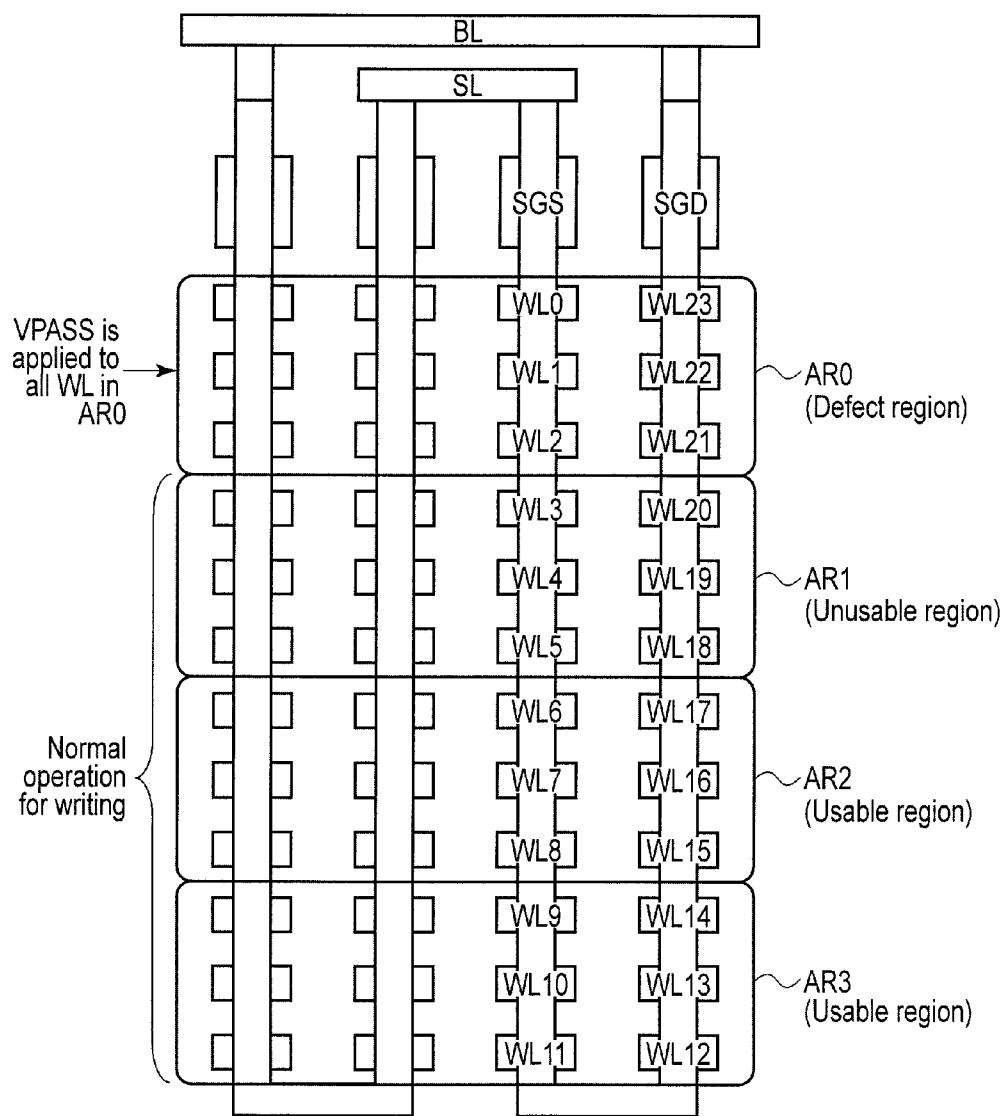 BL
SL
SGS SGD
WL0 WL23
VPASS is
applied to
all WL in
AR0
WL1 WL22
AR0
(Defect region)
WL2 WL21
WL3 WL20
WL4 WL19
AR1
(Unusable region)
WL5 WL18
WL6 WL17
Normal
operation
for writing
WL7 WL16
AR2
(Usable region)
WL8 WL15
WL9 WL14
WL10 WL13
AR3
(Usable region)
WL11 WL12